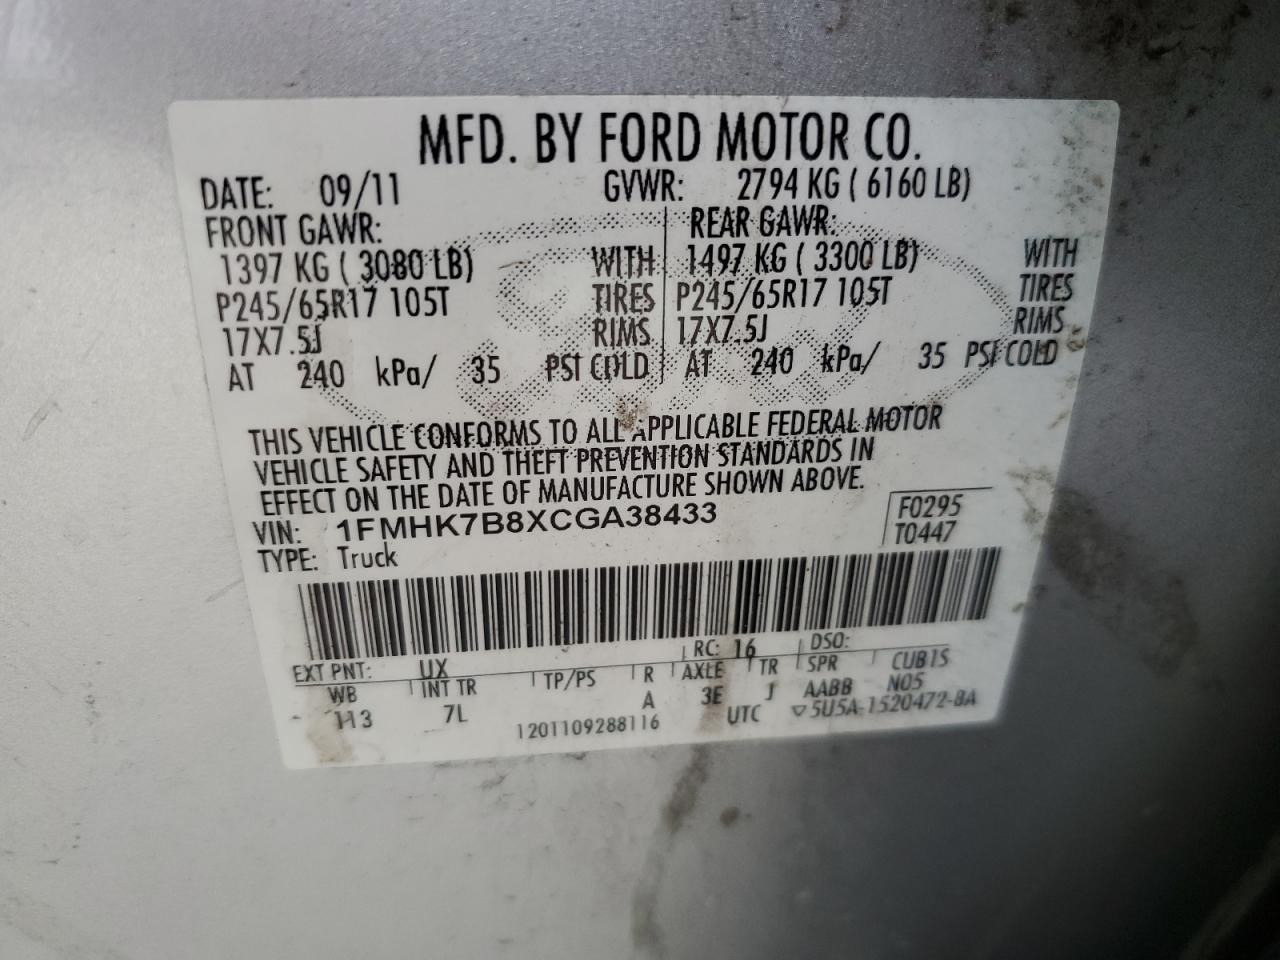 MFD. BY FORD MOTOR CO.
DATE: 09/11 GVWR: 2794 KG ( 6160 LB)
FRONT GAWR: REAR GAWR:
1397 KG ( 3080 LB) WITH 1497 KG ( 3300 LB) WITH
P245/65R17 105T TIRES P245/65R17 105T TIRES
17X7.5J RIMS 17X7.5J RIMS
AT 240 kPa/ 35 PSI COLD AT 240 kPa/ 35 PSI COLD
THIS VEHICLE CONFORMS TO ALL APPLICABLE FEDERAL MOTOR
VEHICLE SAFETY AND THEFT PREVENTION STANDARDS IN
EFFECT ON THE DATE OF MANUFACTURE SHOWN ABOVE.
VIN: 1FMHK7B8XCGA38433 F0295
TYPE: Truck T0447
EXT PNT: UX RC: 16 DSO:
WB INT TR TP/PS R AXLE TR SPR CUB1S
113 7L A 3E J AABB N05
1201109288116 UTC ▽5U5A-1520472-BA